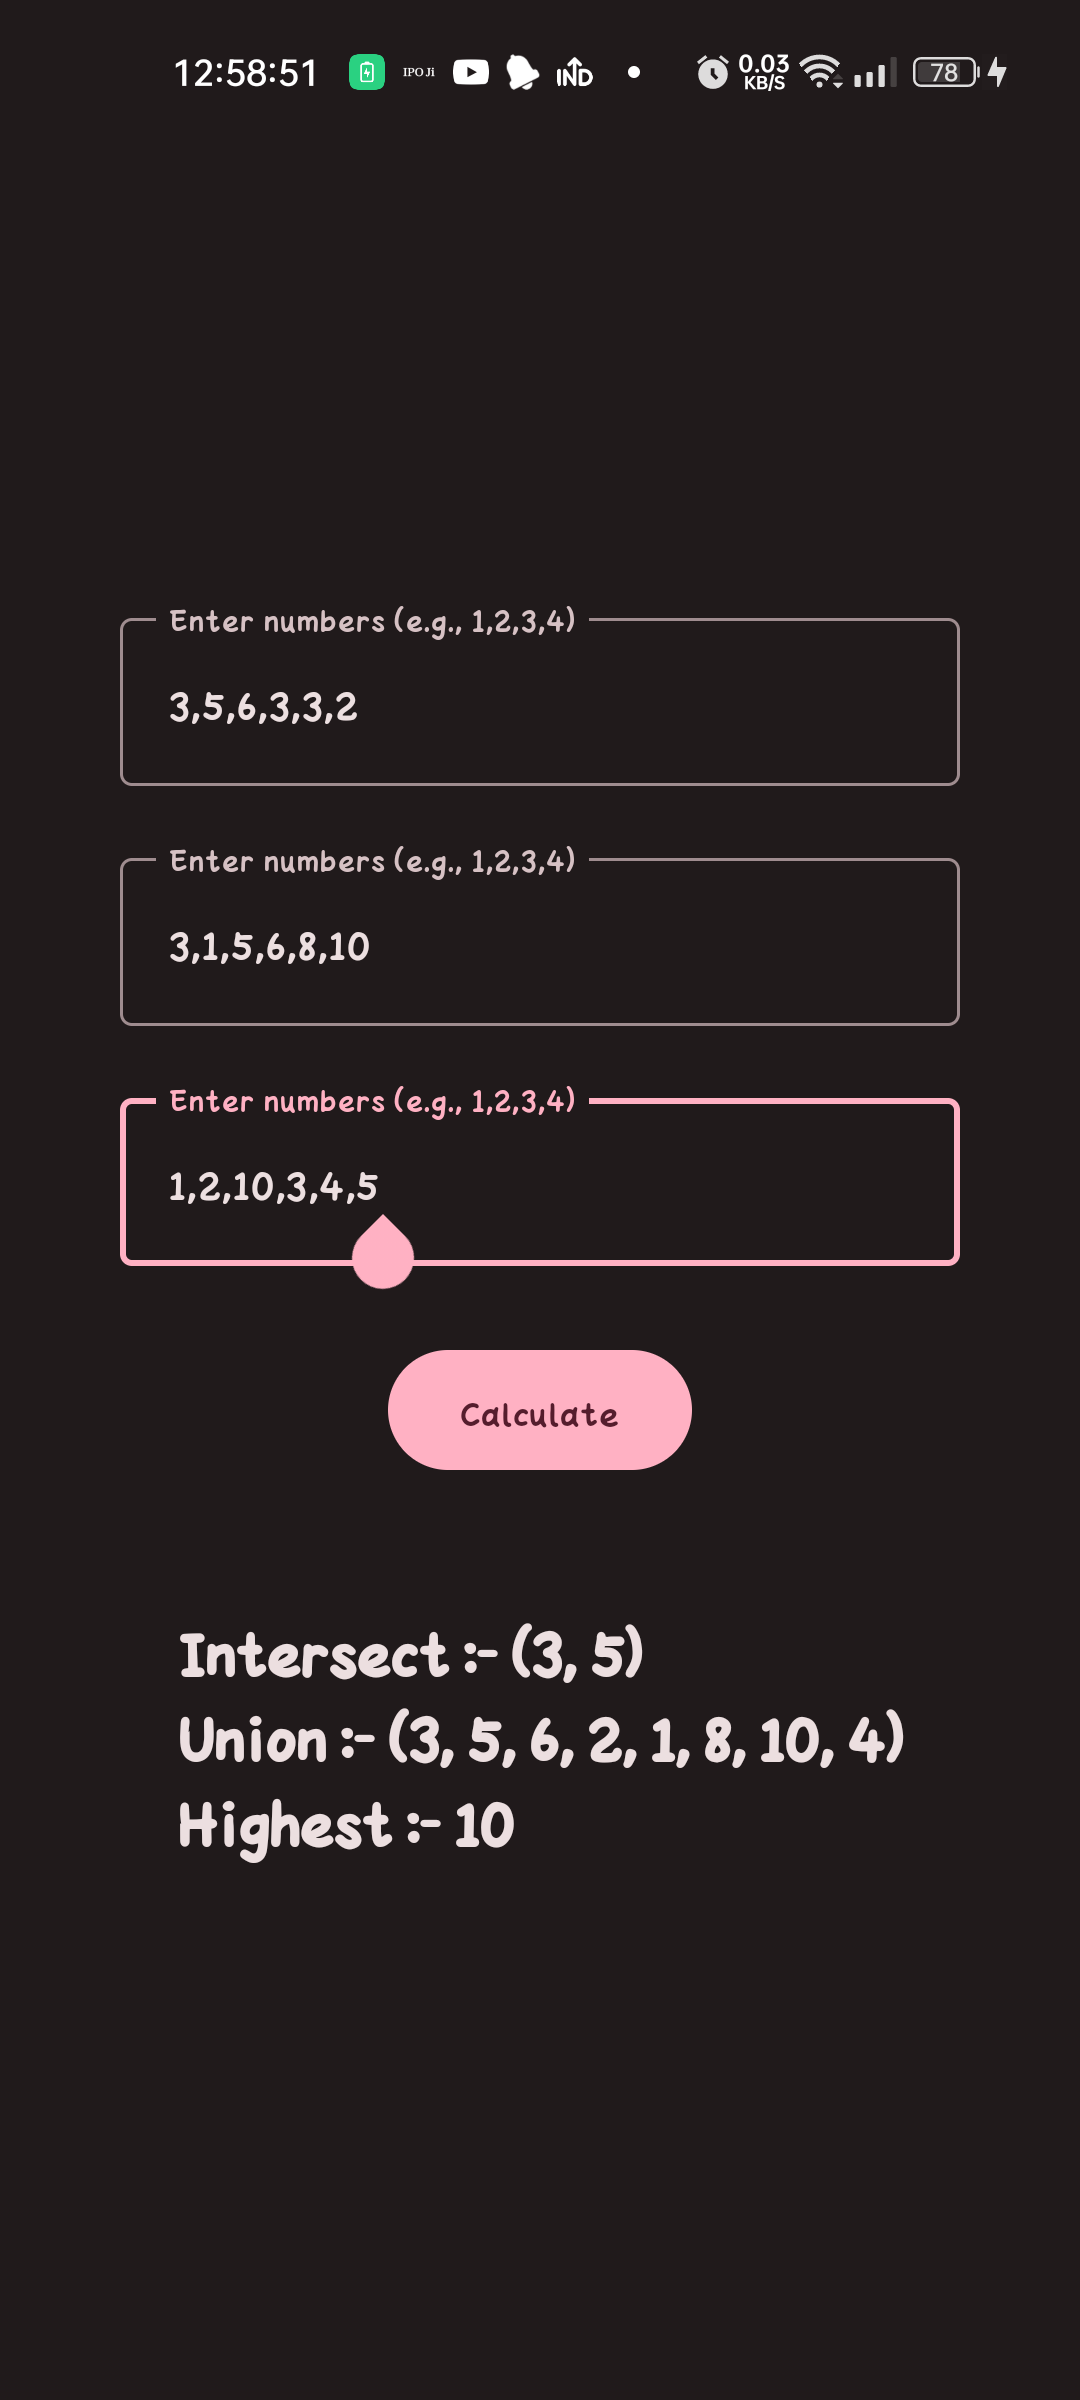 12:58:51 IPO Ji IND 0.03 KB/S 78
Enter numbers (e.g., 1,2,3,4)
3,5,6,3,3,2
Enter numbers (e.g., 1,2,3,4)
3,1,5,6,8,10
Enter numbers (e.g., 1,2,3,4)
1,2,10,3,4,5
Calculate
Intersect :- (3, 5)
Union :- (3, 5, 6, 2, 1, 8, 10, 4)
Highest :- 10